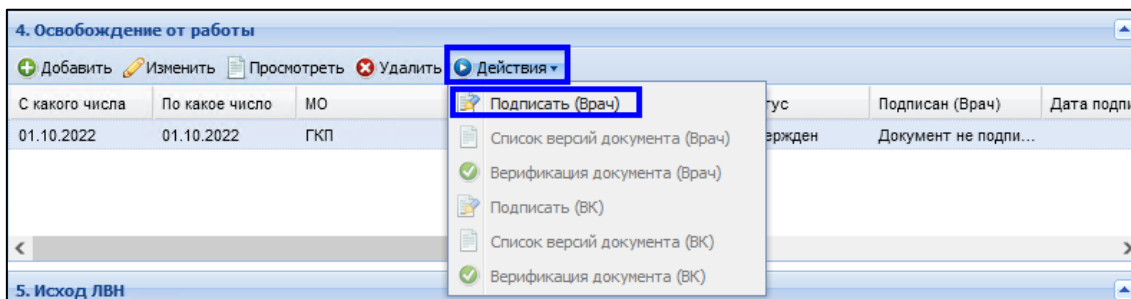 4. Освобождение от работы
Добавить Изменить Просмотреть Удалить Действия
С какого числа По какое число МО тус Подписан (Врач) Дата подпи
01.10.2022 01.10.2022 ГКП ержден Документ не подпи...
Подписать (Врач)
Список версий документа (Врач)
Верификация документа (Врач)
Подписать (ВК)
Список версий документа (ВК)
Верификация документа (ВК)
5. Исход ЛВН